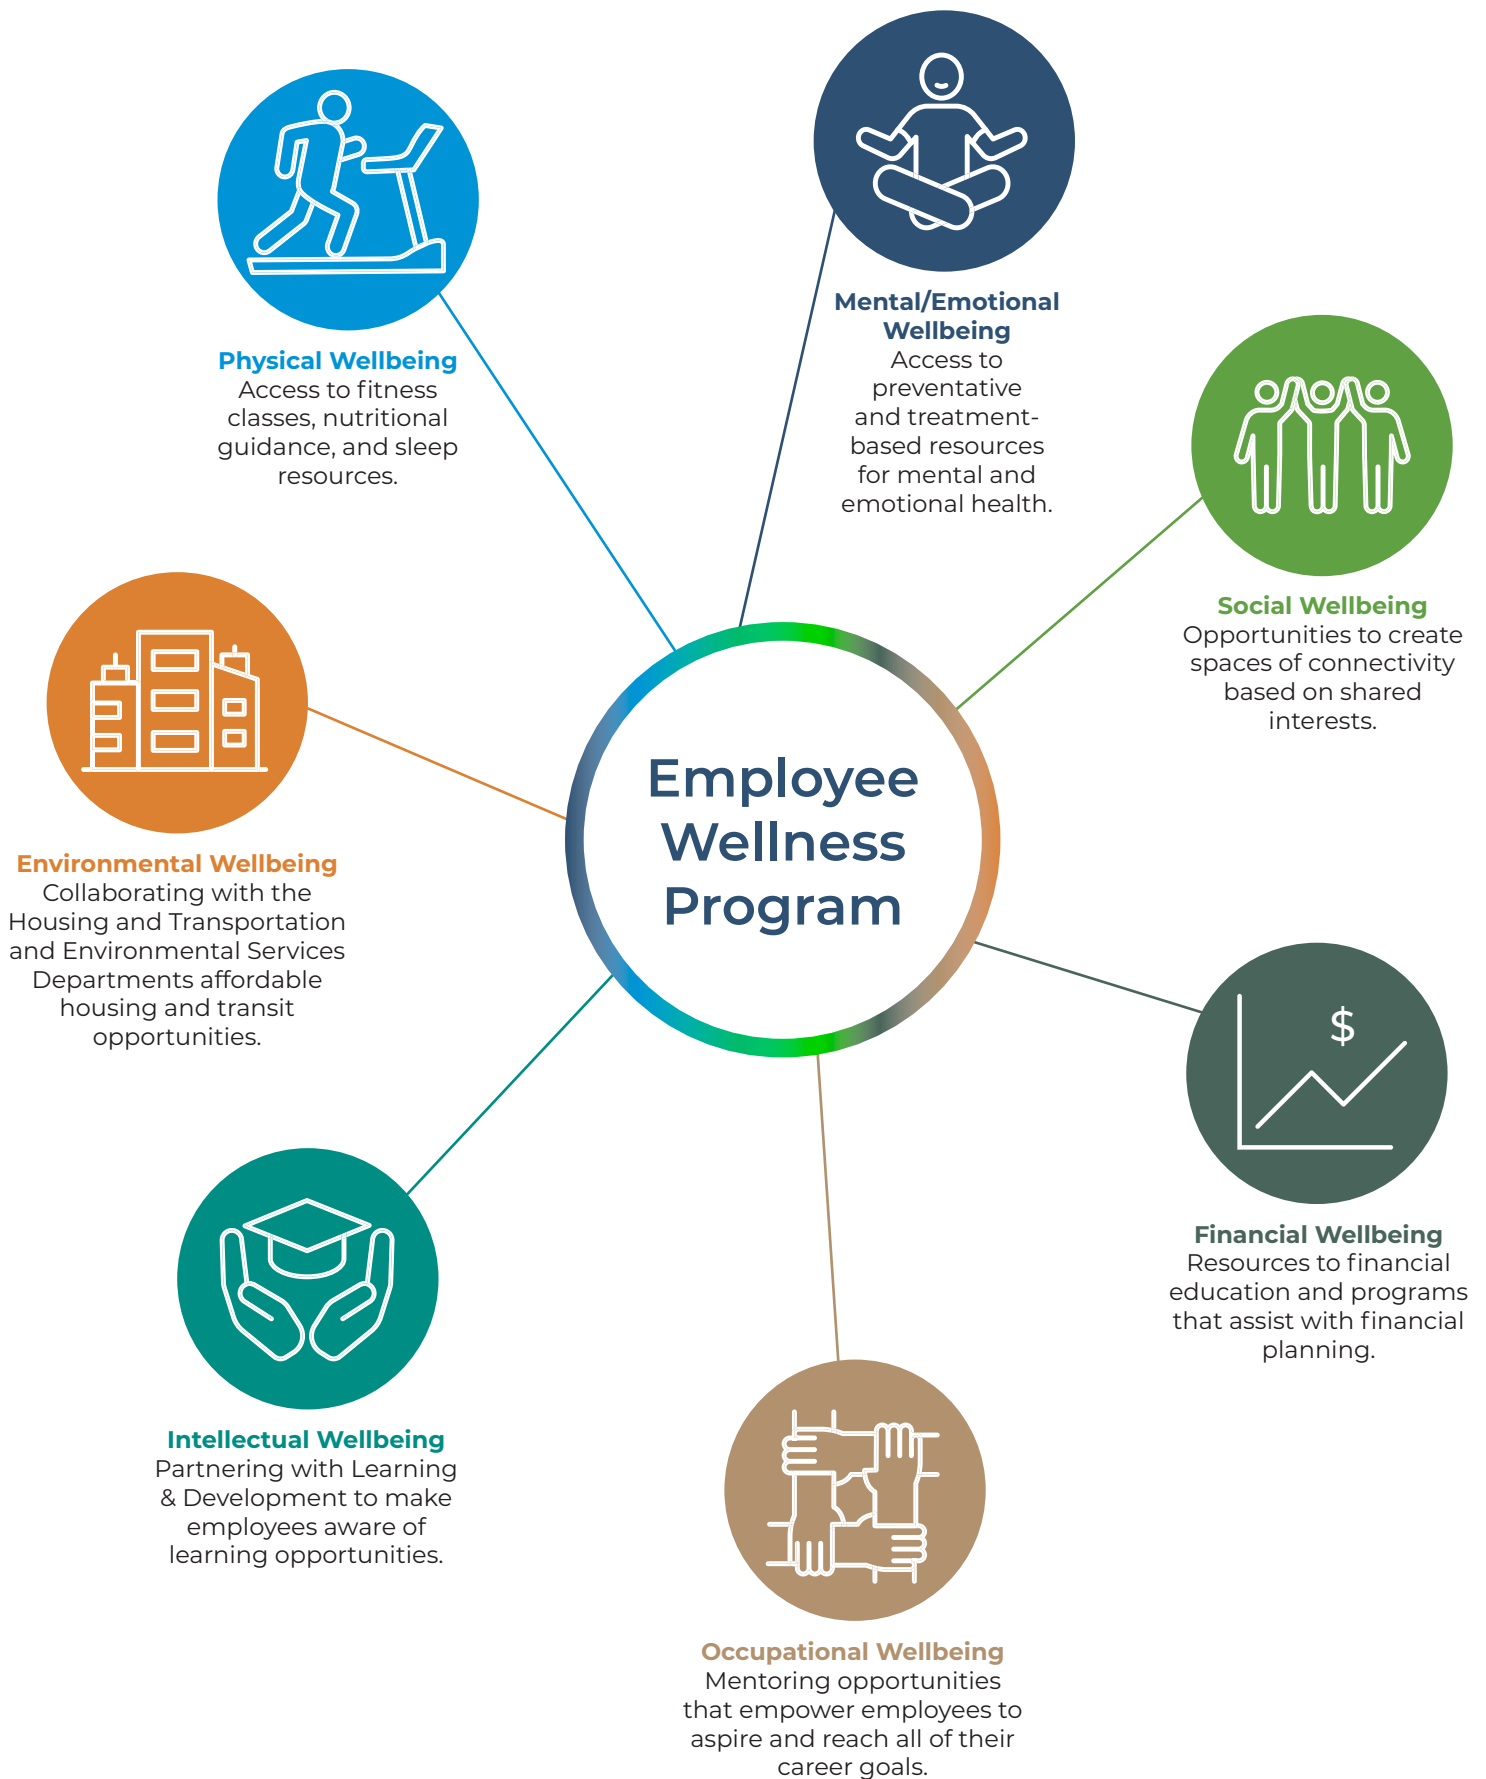 Mental/Emotional
Wellbeing
Access to
preventative
and treatment-
based resources
for mental and
emotional health.
Physical Wellbeing
Access to fitness
classes, nutritional
guidance, and sleep
resources.
Social Wellbeing
Opportunities to create
spaces of connectivity
based on shared
interests.
Employee
Wellness
Program
Environmental Wellbeing
Collaborating with the
Housing and Transportation
and Environmental Services
Departments affordable
housing and transit
opportunities.
$
Financial Wellbeing
Resources to financial
education and programs
that assist with financial
planning.
Intellectual Wellbeing
Partnering with Learning
& Development to make
employees aware of
learning opportunities.
Occupational Wellbeing
Mentoring opportunities
that empower employees to
aspire and reach all of their
career goals.